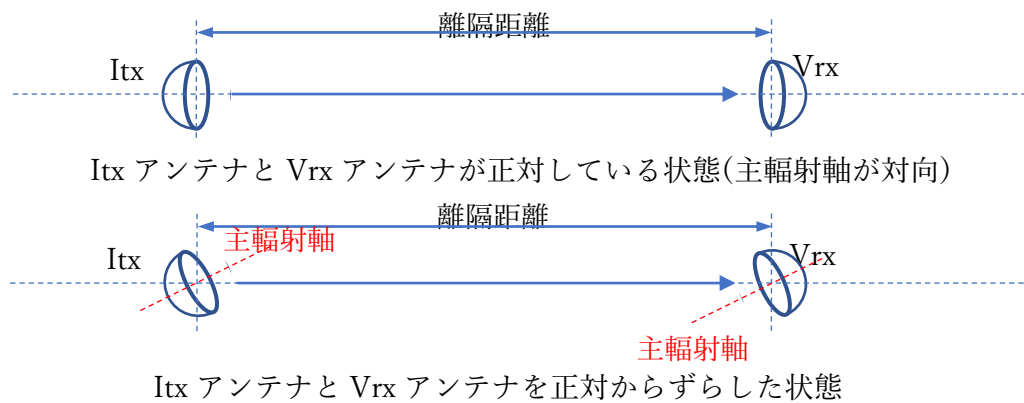 離隔距離
Itx
Vrx
Itx アンテナと Vrx アンテナが正対している状態(主輻射軸が対向)
離隔距離
主輻射軸
Itx
Vrx
主輻射軸
Itx アンテナと Vrx アンテナを正対からずらした状態